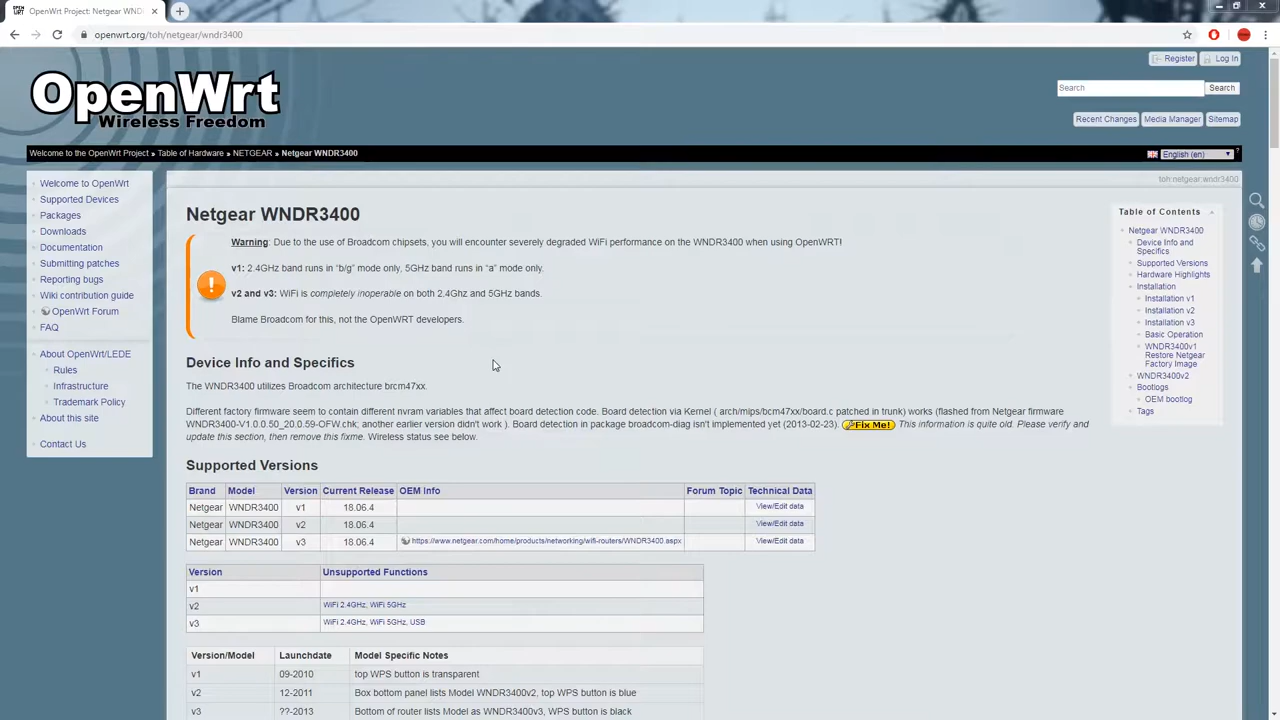 OpenWrt Project: Netgear WND
openwrt.org/toh/netgear/wndr3400
OpenWrt
Wireless Freedom
Register Log In
Search Search
Recent Changes Media Manager Sitemap
Welcome to the OpenWrt Project » Table of Hardware » NETGEAR » Netgear WNDR3400
English (en) ?
toh:netgear:wndr3400
Welcome to OpenWrt
Supported Devices
Packages
Downloads
Documentation
Submitting patches
Reporting bugs
Wiki contribution guide
OpenWrt Forum
FAQ
About OpenWrt/LEDE
Rules
Infrastructure
Trademark Policy
About this site
Contact Us
Netgear WNDR3400
Warning: Due to the use of Broadcom chipsets, you will encounter severely degraded WiFi performance on the WNDR3400 when using OpenWRT!
v1: 2.4GHz band runs in “b/g” mode only, 5GHz band runs in “a” mode only.
v2 and v3: WiFi is completely inoperable on both 2.4Ghz and 5GHz bands.
Blame Broadcom for this, not the OpenWRT developers.
Device Info and Specifics
The WNDR3400 utilizes Broadcom architecture brcm47xx.
Different factory firmware seem to contain different nvram variables that affect board detection code. Board detection via Kernel ( arch/mips/bcm47xx/board.c patched in trunk) works (flashed from Netgear firmware
WNDR3400-V1.0.0.50_20.0.59-OFW.chk; another earlier version didn't work ). Board detection in package broadcom-diag isn't implemented yet (2013-02-23). Fix Me! This information is quite old. Please verify and
update this section, then remove this fixme. Wireless status see below.
Supported Versions
Brand Model Version Current Release OEM Info Forum Topic Technical Data
Netgear WNDR3400 v1 18.06.4 View/Edit data
Netgear WNDR3400 v2 18.06.4 View/Edit data
Netgear WNDR3400 v3 18.06.4 https://www.netgear.com/home/products/networking/wifi-routers/WNDR3400.aspx View/Edit data
Version Unsupported Functions
v1
v2 WiFi 2.4GHz, WiFi 5GHz
v3 WiFi 2.4GHz, WiFi 5GHz, USB
Version/Model Launchdate Model Specific Notes
v1 09-2010 top WPS button is transparent
v2 12-2011 Box bottom panel lists Model WNDR3400v2, top WPS button is blue
v3 ??-2013 Bottom of router lists Model as WNDR3400v3, WPS button is black
Table of Contents
Netgear WNDR3400
Device Info and
Specifics
Supported Versions
Hardware Highlights
Installation
Installation v1
Installation v2
Installation v3
Basic Operation
WNDR3400v1
Restore Netgear
Factory Image
WNDR3400v2
Bootlogs
OEM bootlog
Tags